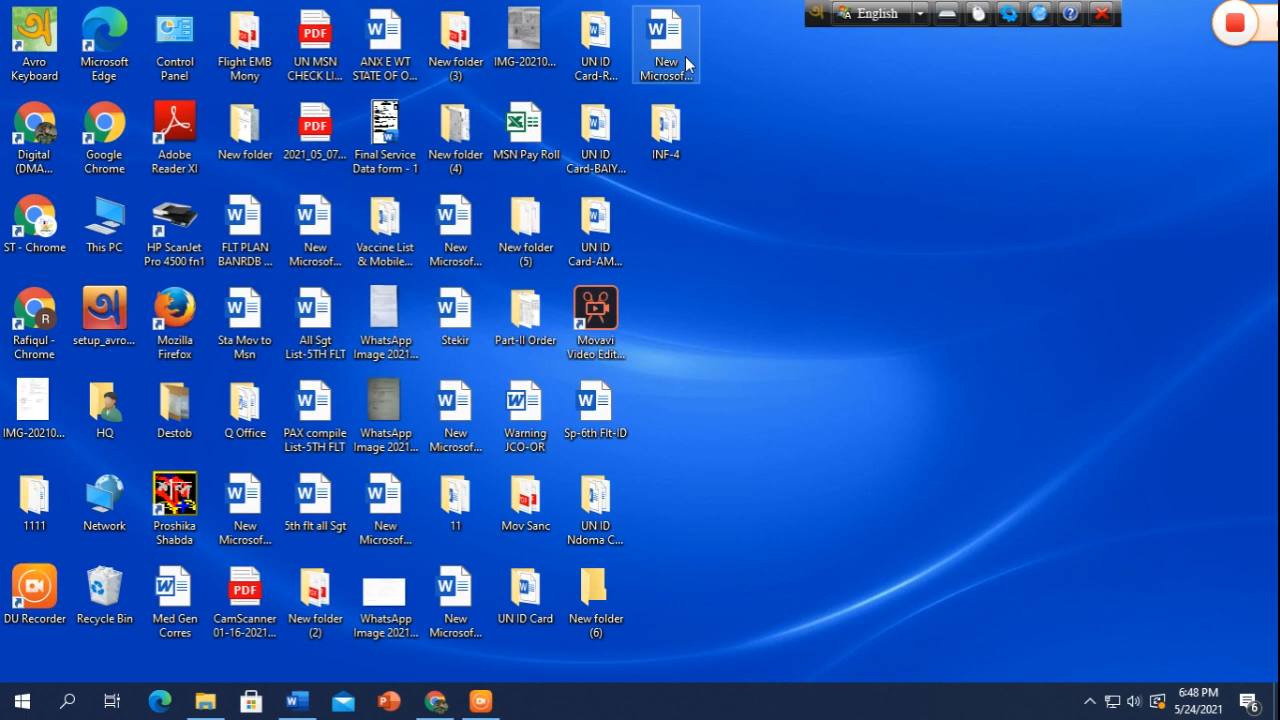 English
Avro Keyboard
Microsoft Edge
Control Panel
Flight EMB Mony
UN MSN CHECK LI...
ANX E WT STATE OF O...
New folder (3)
IMG-20210...
UN ID Card-R...
New Microsof...
Digital (DMA...
Google Chrome
Adobe Reader XI
New folder
2021_05_07...
Final Service Data form - 1
New folder (4)
MSN Pay Roll
UN ID Card-BAIY...
INF-4
ST - Chrome
This PC
HP ScanJet Pro 4500 fn1
FLT PLAN BANRDB ...
New Microsof...
Vaccine List & Mobile...
New Microsof...
New folder (5)
UN ID Card-AM...
Rafiqul - Chrome
setup_avro...
Mozilla Firefox
Sta Mov to Msn
All Sgt List-5TH FLT
WhatsApp Image 2021...
Stekir
Part-II Order
Movavi Video Edit...
IMG-20210...
HQ
Destob
Q Office
PAX compile List-5TH FLT
WhatsApp Image 2021...
New Microsof...
Warning JCO-OR
Sp-6th Flt-ID
1111
Network
Proshika Shabda
New Microsof...
5th flt all Sgt
New Microsof...
11
Mov Sanc
UN ID Ndoma C...
DU Recorder
Recycle Bin
Med Gen Corres
CamScanner 01-16-2021...
New folder (2)
WhatsApp Image 2021...
New Microsof...
UN ID Card
New folder (6)
6:48 PM
5/24/2021
6